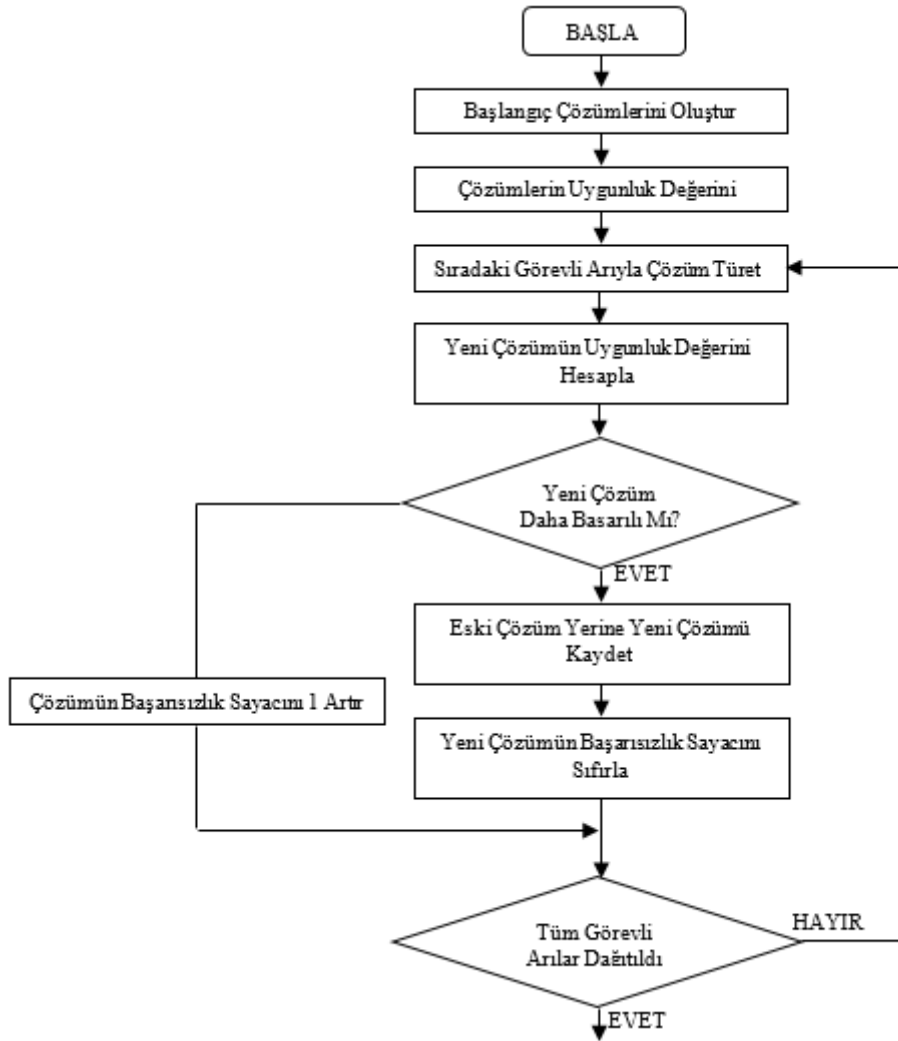 BAŞLA
Başlangıç Çözümlerini Oluştur
Çözümlerin Uygunluk Değerini
Sıradaki Görevli Arıyla Çözüm Türet
Yeni Çözümün Uygunluk Değerini
Hesapla
Yeni Çözüm
Daha Basarılı Mı?
EVET
Eski Çözüm Yerine Yeni Çözümü
Kaydet
Çözümün Başarısızlık Sayacını 1 Artır
Yeni Çözümün Başarısızlık Sayacını
Sıfırla
Tüm Görevli
Arılar Dağıtıldı
HAYIR
EVET